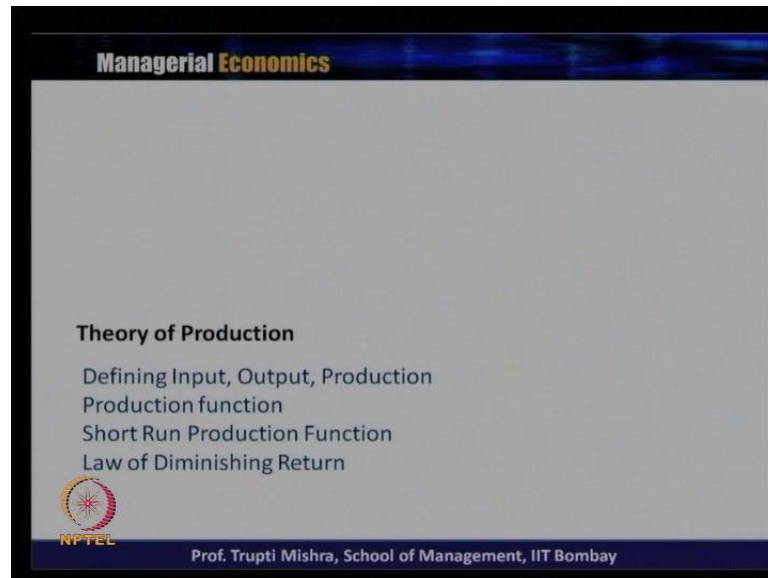 Managerial Economics
Theory of Production
Defining Input, Output, Production
Production function
Short Run Production Function
Law of Diminishing Return
NPTEL
Prof. Trupti Mishra, School of Management, IIT Bombay